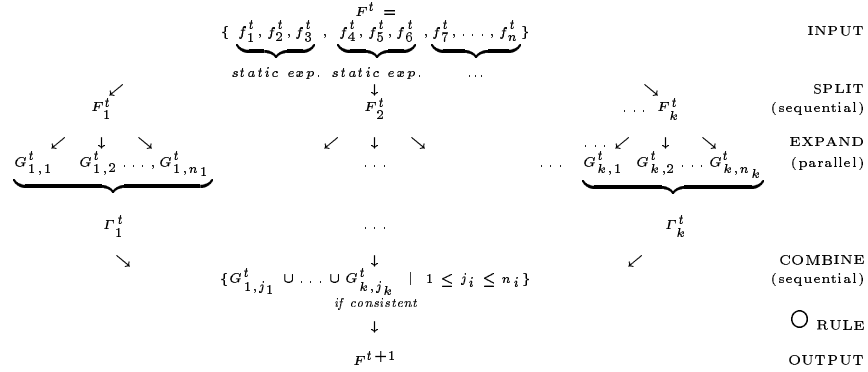 F^t =
{ f_1^t, f_2^t, f_3^t , f_4^t, f_5^t, f_6^t , f_7^t, . . . , f_n^t } INPUT
static exp. static exp. ...
↙ ↓ ↘ SPLIT
F_1^t F_2^t ... F_k^t (sequential)
↙ ↓ ↘ ↙ ↓ ↘ ... ↙ ↓ ↘ EXPAND
G_{1,1}^t G_{1,2}^t ... , G_{1,n_1}^t ... ... G_{k,1}^t G_{k,2}^t ... G_{k,n_k}^t (parallel)
Γ_1^t ... Γ_k^t
↘ ↓ ↙ COMBINE
{G_{1,j_1}^t ∪ ... ∪ G_{k,j_k}^t | 1 ≤ j_i ≤ n_i} (sequential)
if consistent
↓ ○ RULE
F^{t+1} OUTPUT